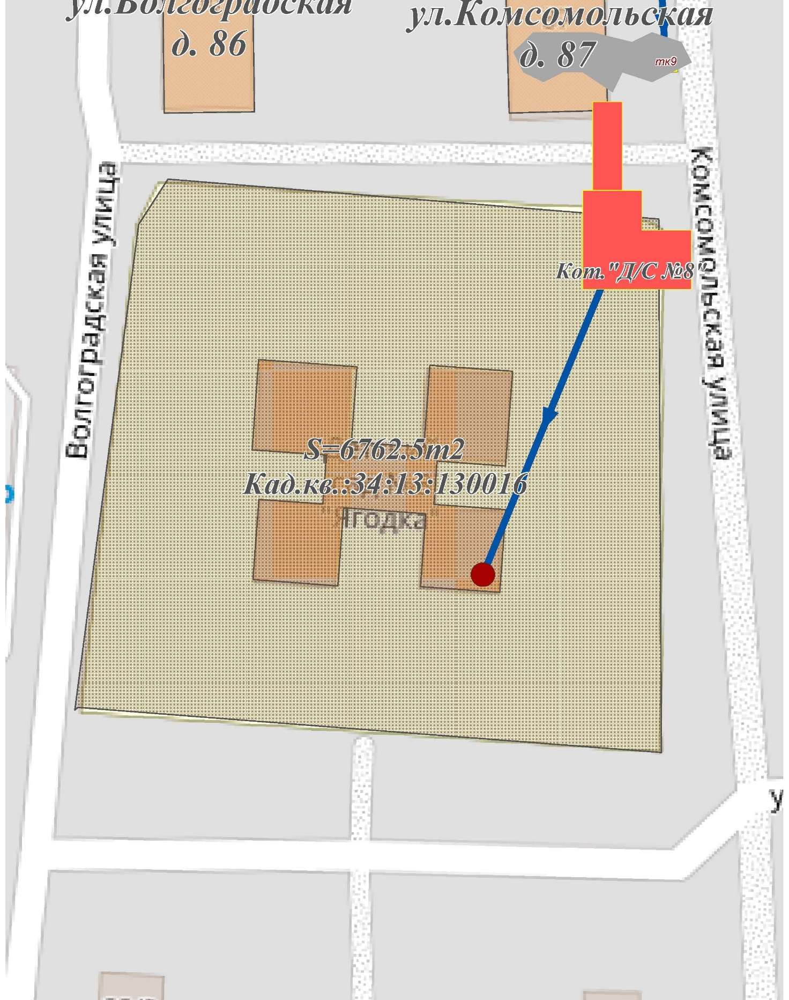 ул.Волгоградская
д. 86
ул.Комсомольская
д. 87
тк9
Волгоградская улица
Комсомольская улица
Кот."Д/С №8"
S=6762.5m2
Кад.кв.:34:13:130016
"Ягодка"
у